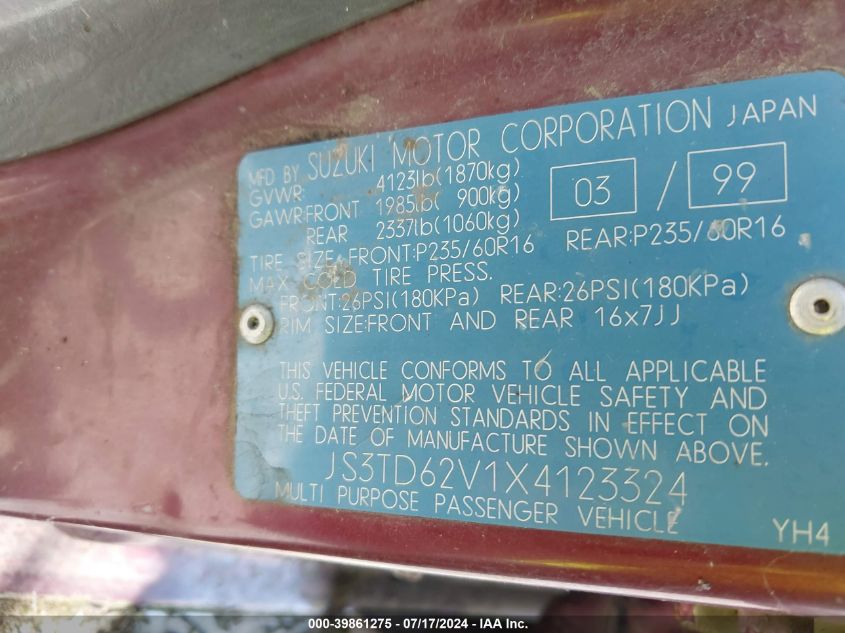 MFD BY SUZUKI MOTOR CORPORATION JAPAN
GVWR: 4123lb(1870kg) 03 / 99
GAWR:FRONT 1985lb( 900kg)
REAR 2337lb(1060kg)
TIRE SIZE FRONT:P235/60R16 REAR:P235/60R16
MAX COLD TIRE PRESS.
FRONT:26PSI(180KPa) REAR:26PSI(180KPa)
RIM SIZE:FRONT AND REAR 16x7JJ
THIS VEHICLE CONFORMS TO ALL APPLICABLE
U.S. FEDERAL MOTOR VEHICLE SAFETY AND
THEFT PREVENTION STANDARDS IN EFFECT ON
THE DATE OF MANUFACTURE SHOWN ABOVE.
JS3TD62V1X4123324
MULTI PURPOSE PASSENGER VEHICLE
YH4
000-39861275 - 07/17/2024 - IAA Inc.